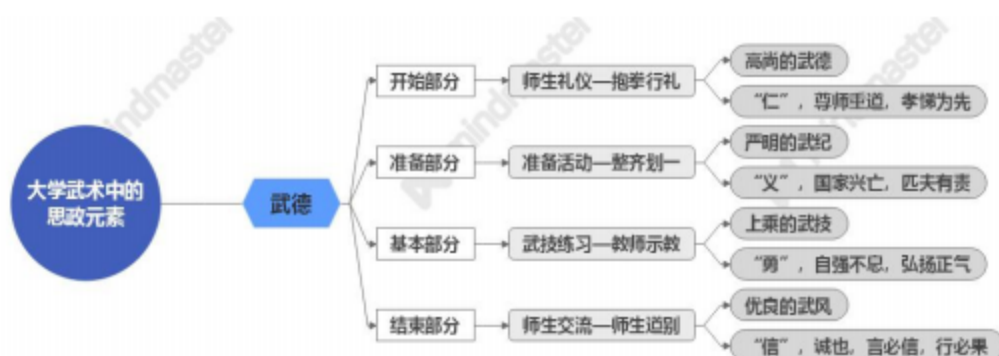 大学武术中的
思政元素
武德
开始部分
师生礼仪—抱拳行礼
高尚的武德
“仁”，尊师重道，孝悌为先
准备部分
准备活动—整齐划一
严明的武纪
“义”，国家兴亡，匹夫有责
基本部分
武技练习—教师示教
上乘的武技
“勇”，自强不息，弘扬正气
结束部分
师生交流—师生道别
优良的武风
“信”，诚也，言必信，行必果
mindmaster
mindmaster
mindmaster